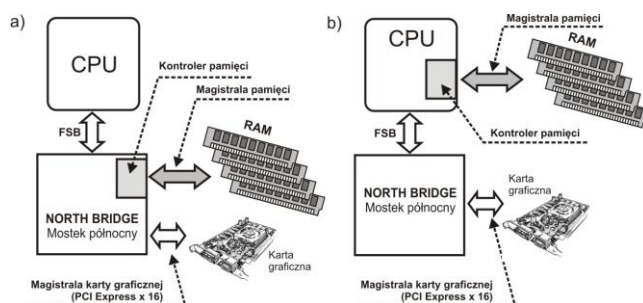 a)
CPU
Kontroler pamięci
Magistrala pamięci
FSB
RAM
NORTH BRIDGE
Mostek północny
Karta
graficzna
Magistrala karty graficznej
(PCI Express x 16)
b)
CPU
Magistrala pamięci
RAM
FSB
Kontroler pamięci
NORTH BRIDGE
Mostek północny
Karta
graficzna
Magistrala karty graficznej
(PCI Express x 16)